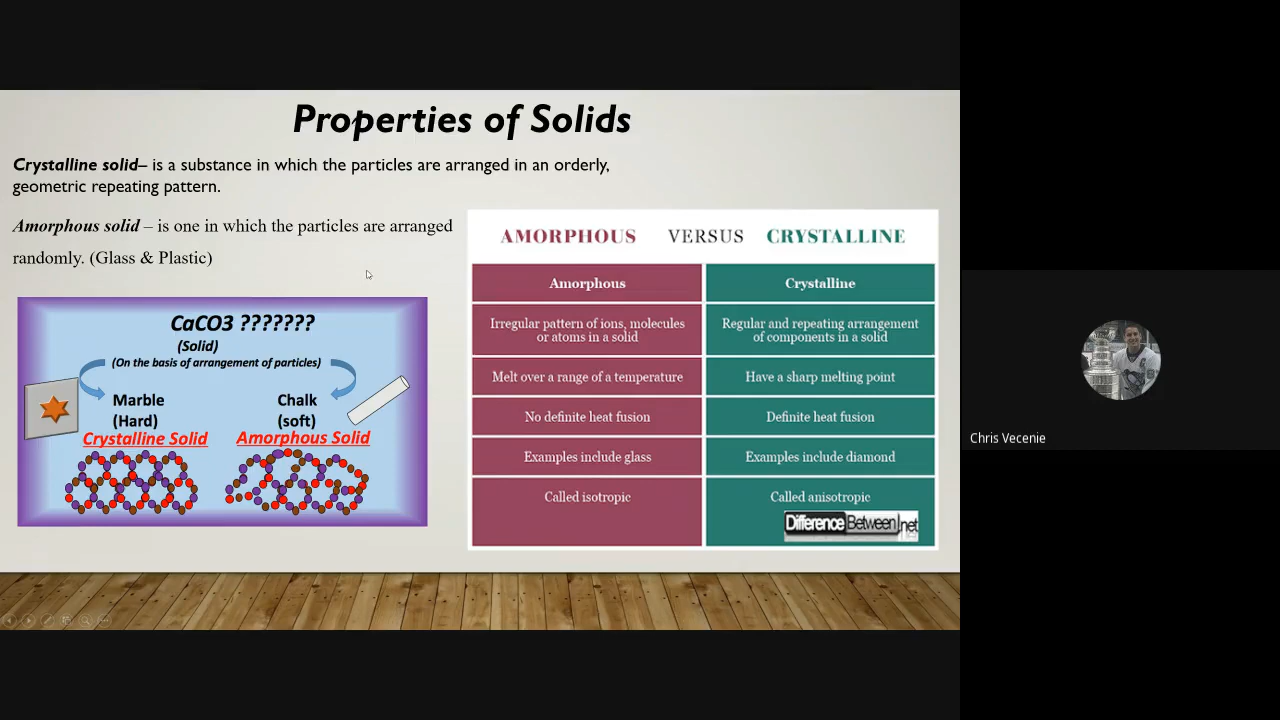 Properties of Solids
Crystalline solid– is a substance in which the particles are arranged in an orderly,
geometric repeating pattern.
Amorphous solid – is one in which the particles are arranged
randomly. (Glass & Plastic)
CaCO3 ???????
(Solid)
(On the basis of arrangement of particles)
Marble
(Hard)
Crystalline Solid
Chalk
(soft)
Amorphous Solid
AMORPHOUS VERSUS CRYSTALLINE
Amorphous
Crystalline
Irregular pattern of ions, molecules
or atoms in a solid
Regular and repeating arrangement
of components in a solid
Melt over a range of a temperature
Have a sharp melting point
No definite heat fusion
Definite heat fusion
Examples include glass
Examples include diamond
Called isotropic
Called anisotropic
DifferenceBetween.net
Chris Vecenie